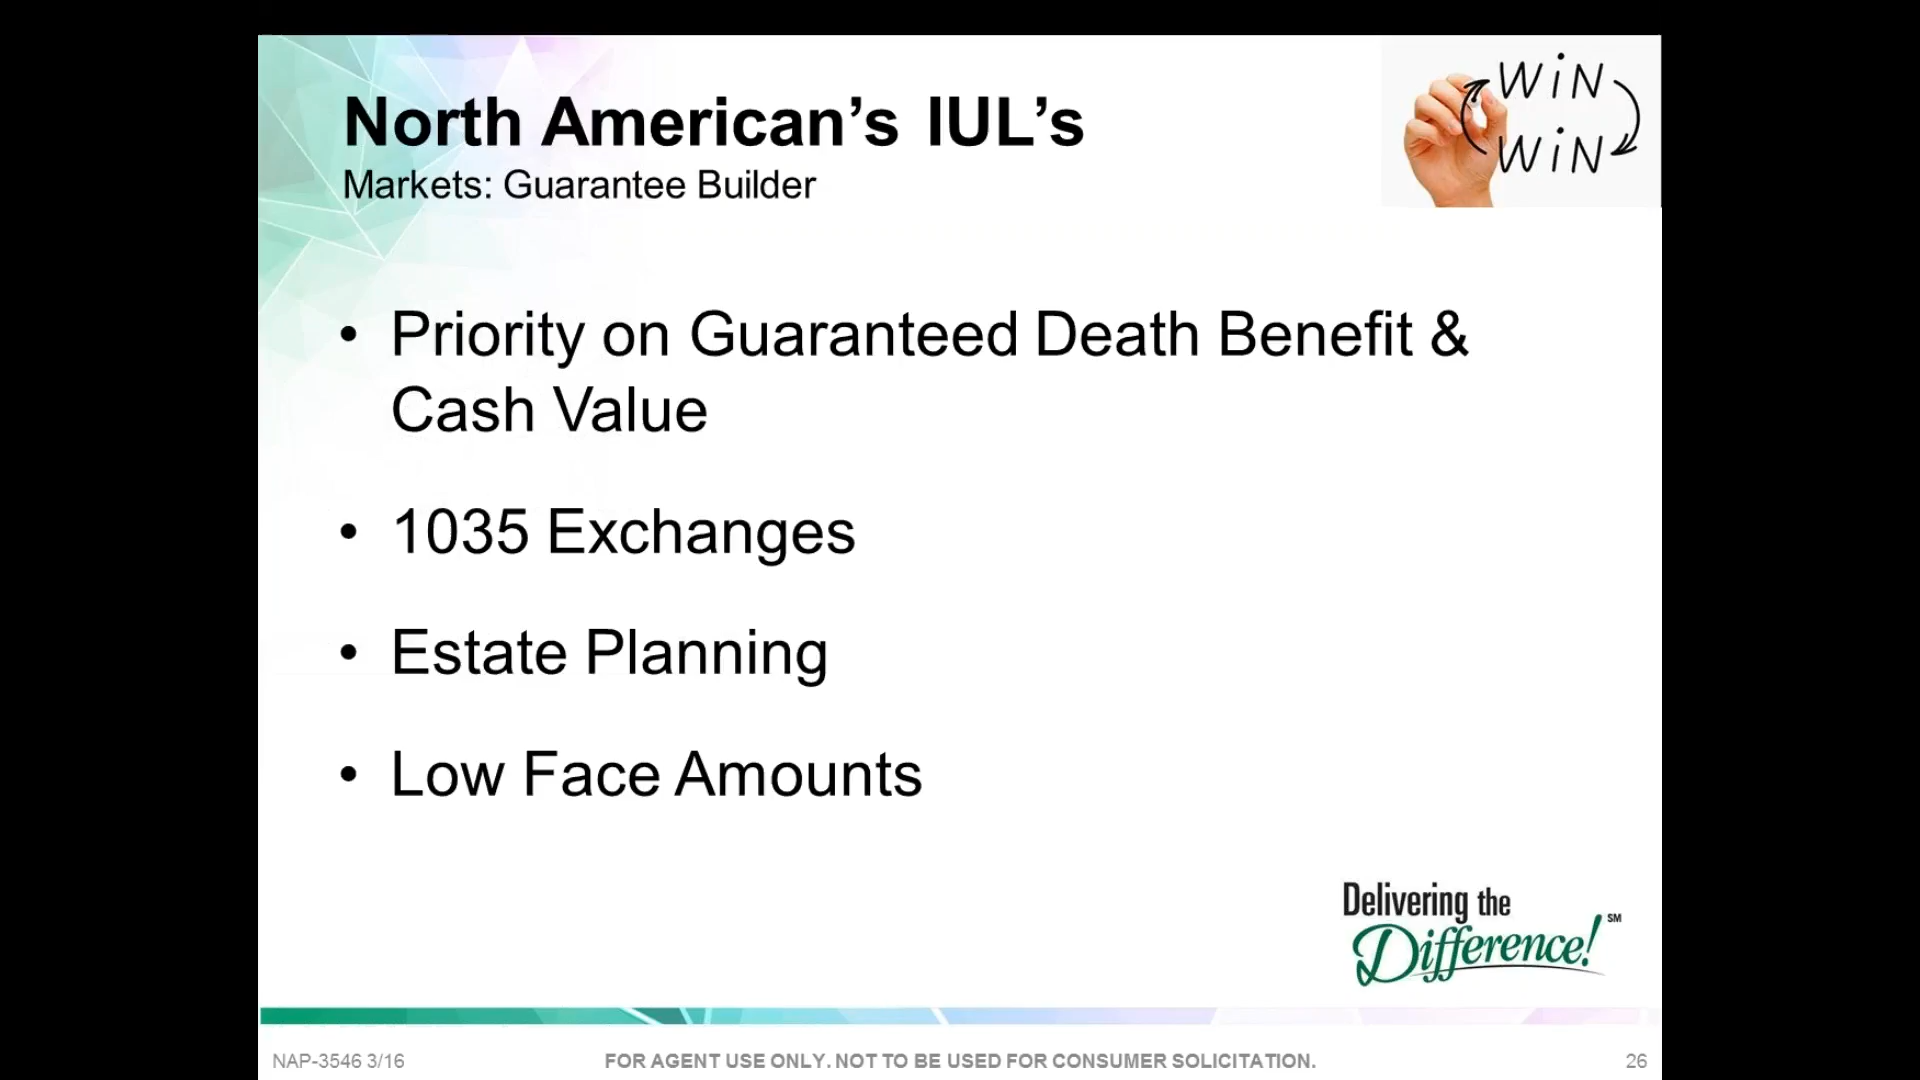 North American’s IUL’s
Markets: Guarantee Builder
WiN
WiN
• Priority on Guaranteed Death Benefit &
Cash Value
• 1035 Exchanges
• Estate Planning
• Low Face Amounts
Delivering the
Difference! SM
NAP-3546 3/16
FOR AGENT USE ONLY. NOT TO BE USED FOR CONSUMER SOLICITATION.
26